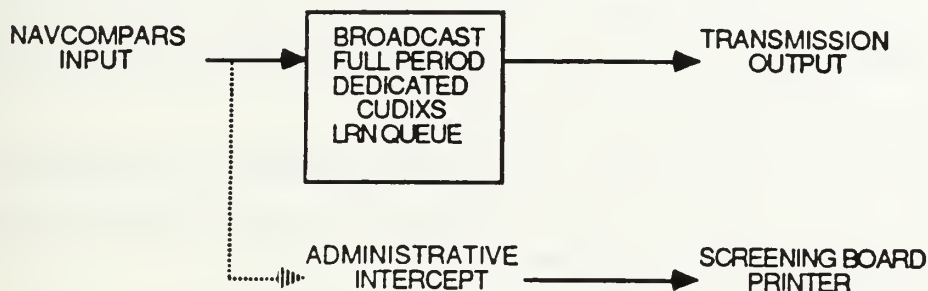 NAVCOMPARS
INPUT
BROADCAST
FULL PERIOD
DEDICATED
CUDIXS
LRN QUEUE
TRANSMISSION
OUTPUT
ADMINISTRATIVE
INTERCEPT
SCREENING BOARD
PRINTER